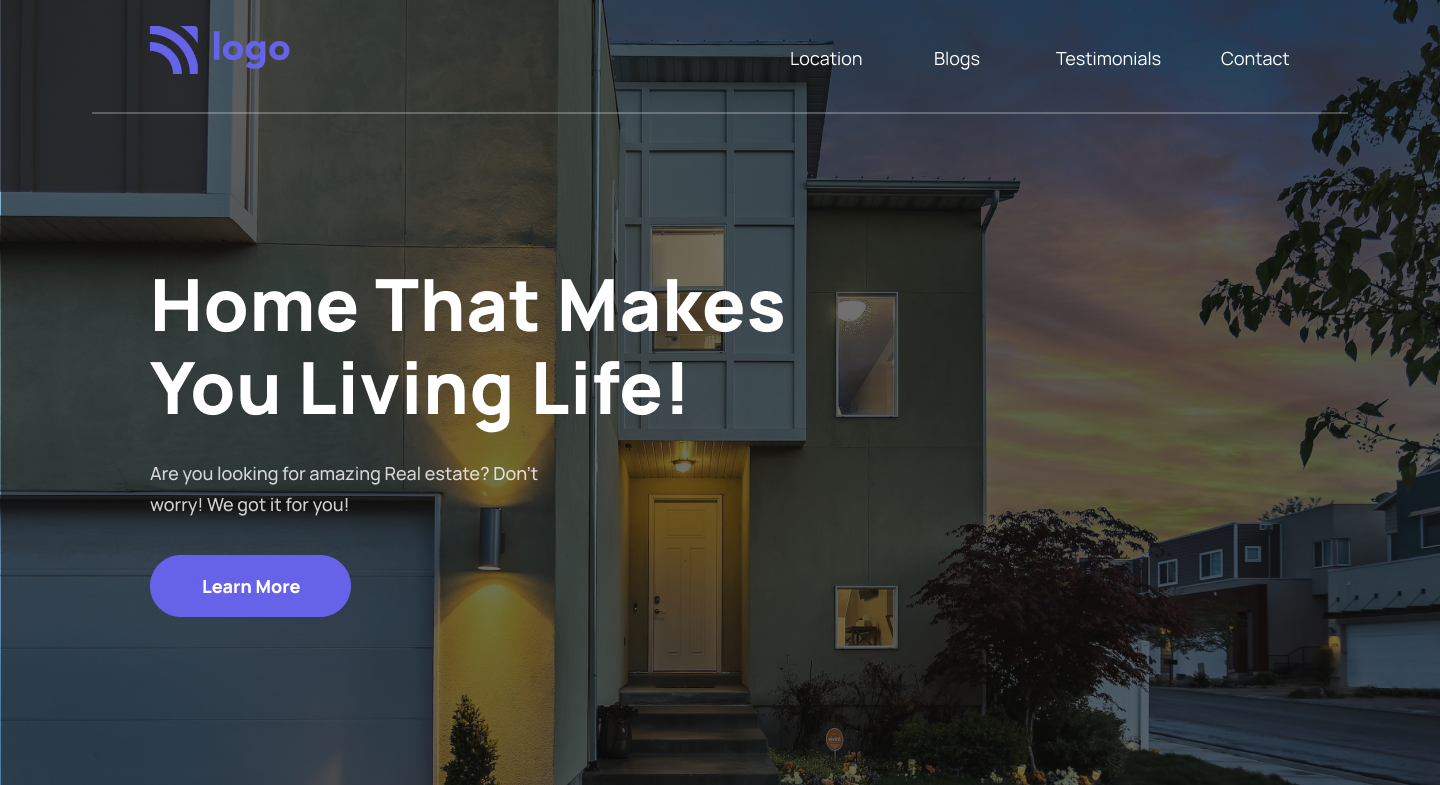 logo
Location Blogs Testimonials Contact
Home That Makes
You Living Life!
Are you looking for amazing Real estate? Don't
worry! We got it for you!
Learn More